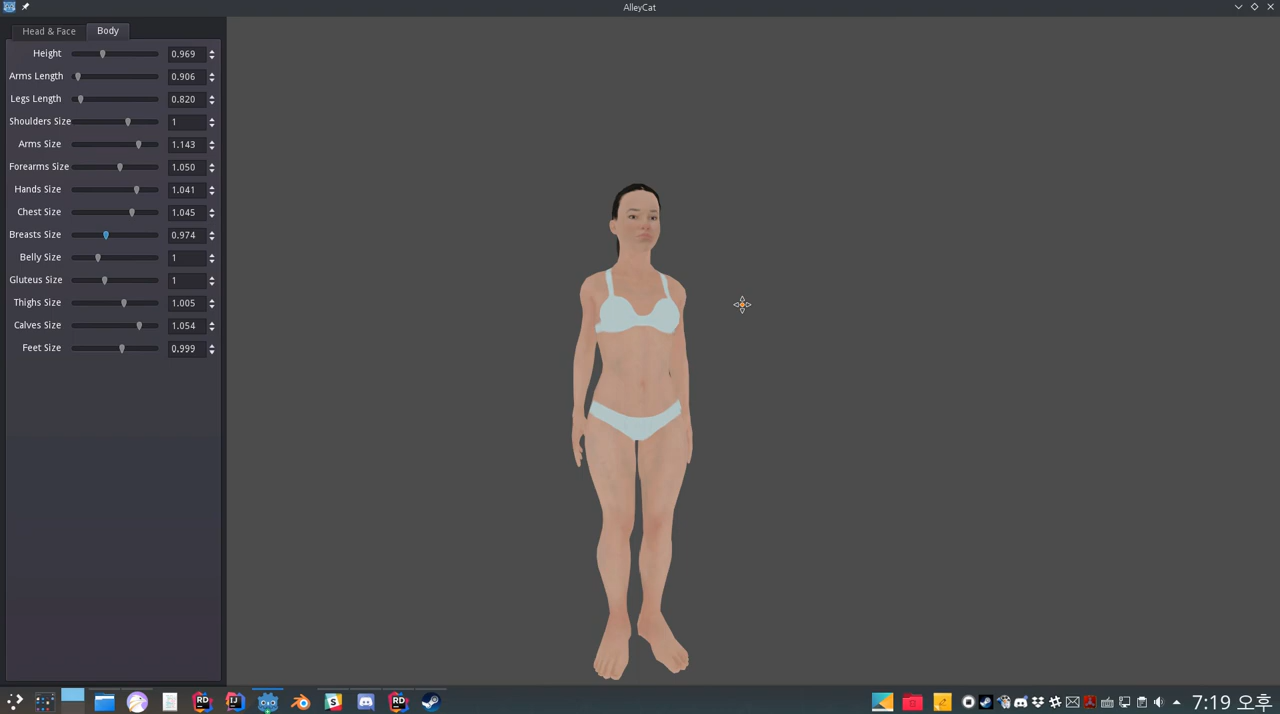 AlleyCat
Head & Face Body
Height 0.969
Arms Length 0.906
Legs Length 0.820
Shoulders Size 1
Arms Size 1.143
Forearms Size 1.050
Hands Size 1.041
Chest Size 1.045
Breasts Size 0.974
Belly Size 1
Gluteus Size 1
Thighs Size 1.005
Calves Size 1.054
Feet Size 0.999
RD IJ S RD 7:19 오후